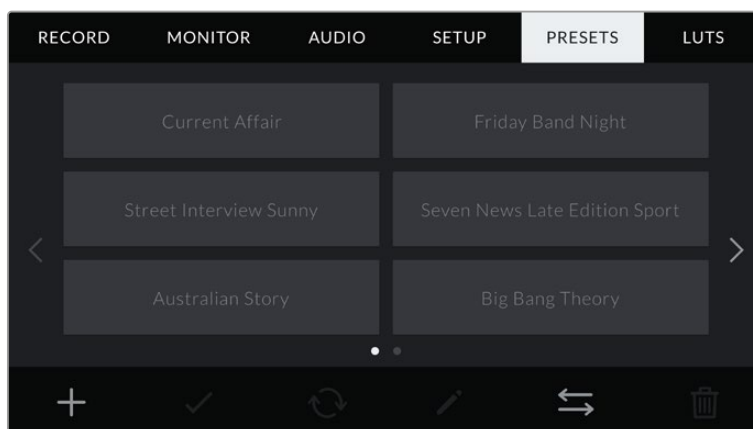 RECORD MONITOR AUDIO SETUP PRESETS LUTS
Current Affair Friday Band Night
Street Interview Sunny Seven News Late Edition Sport
Australian Story Big Bang Theory